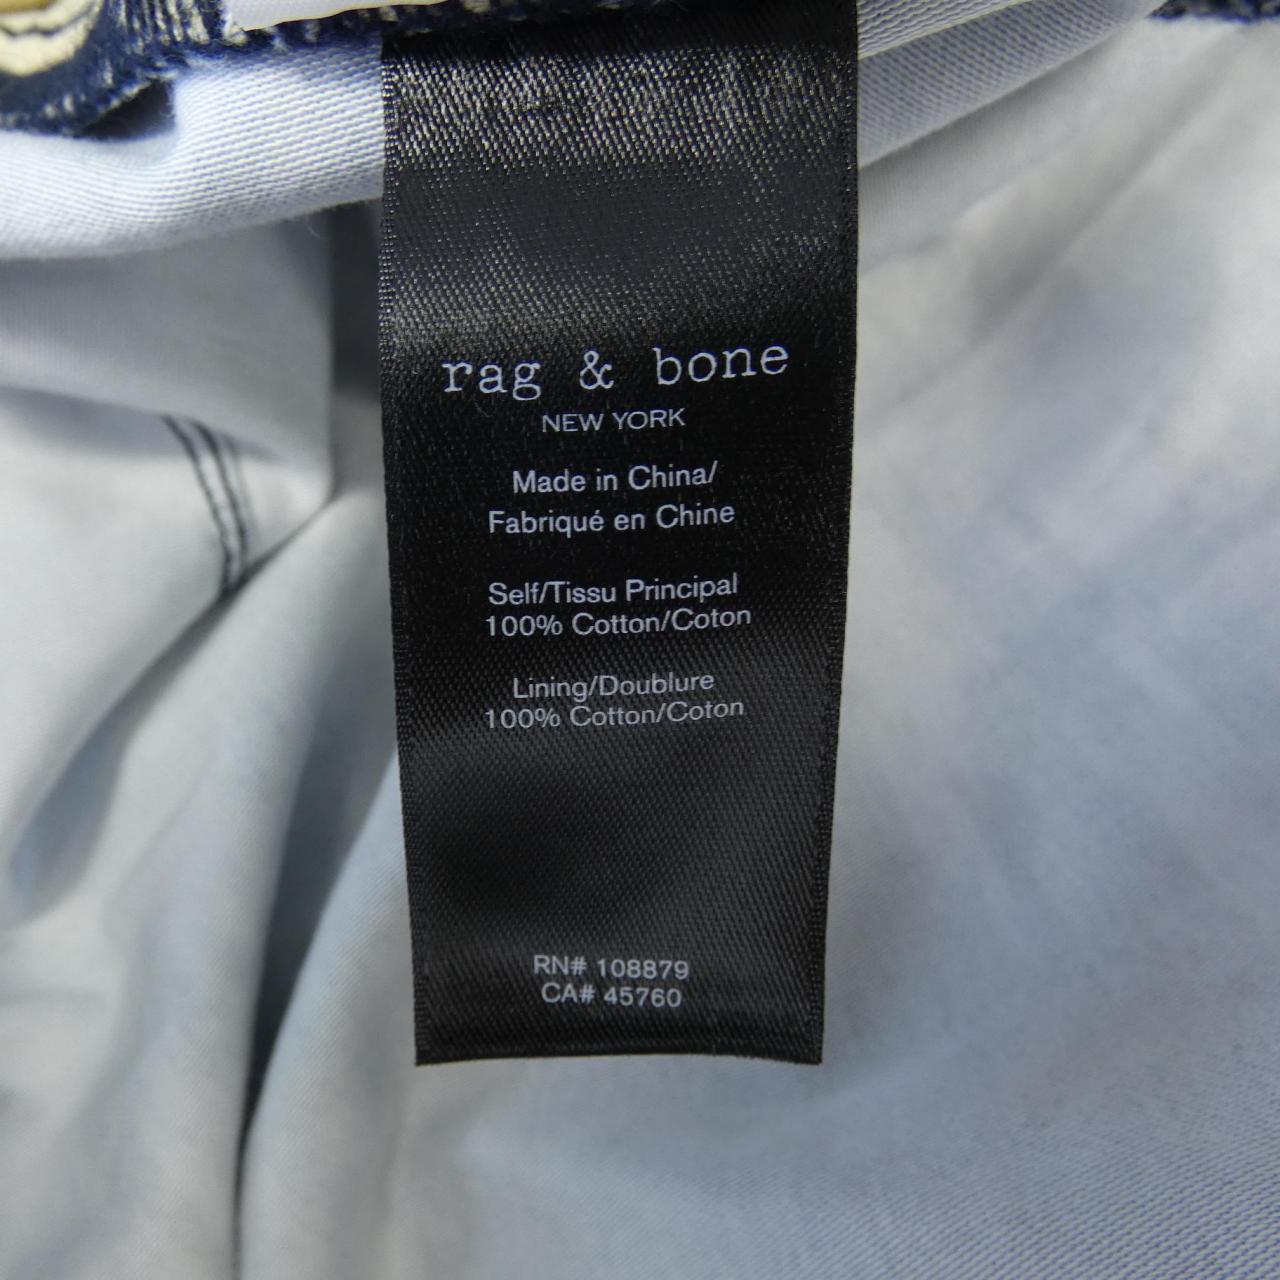 rag & bone
NEW YORK
Made in China/
Fabriqué en Chine
Self/Tissu Principal
100% Cotton/Coton
Lining/Doublure
100% Cotton/Coton
RN# 108879
CA# 45760